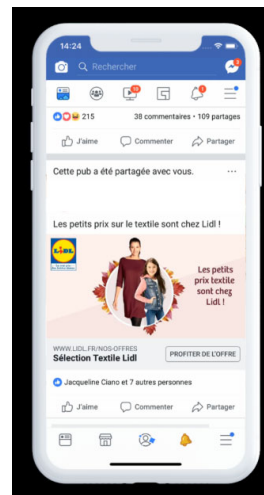 14:24
Rechercher
215
38 commentaires • 109 partages
J'aime Commenter Partager
Cette pub a été partagée avec vous.
Les petits prix sur le textile sont chez Lidl !
LiDL
Les petits
prix textile
sont chez
Lidl !
WWW.LIDL.FR/NOS-OFFRES
Sélection Textile Lidl
PROFITER DE L'OFFRE
Jacqueline Ciano et 7 autres personnes
J'aime Commenter Partager